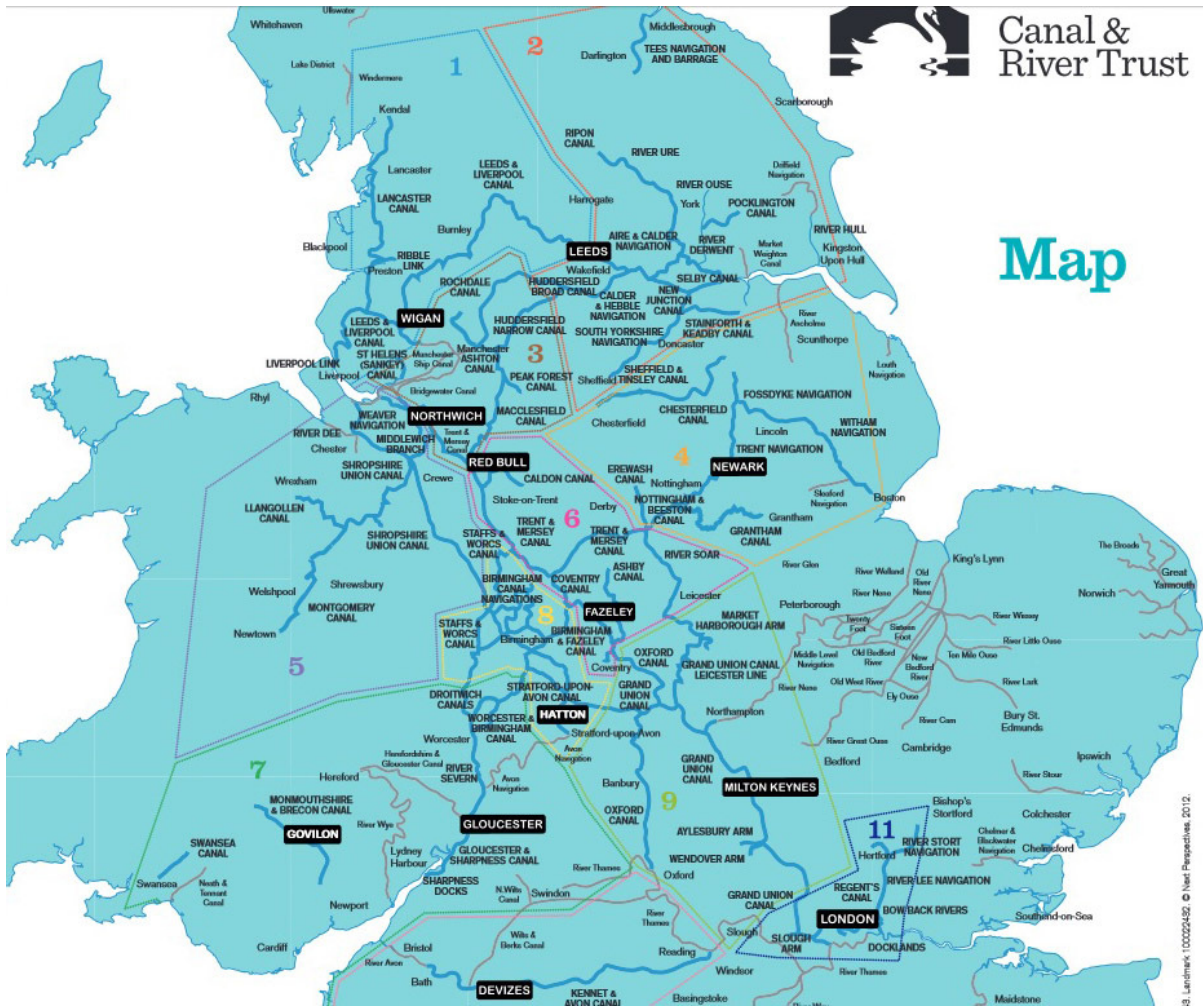 Ullswater
Whitehaven
Lake District
Windermere
Kendal
1
2
Middlesbrough
Darlington
TEES NAVIGATION
AND BARRAGE
Canal &
River Trust
Scarborough
RIPON
CANAL
RIVER URE
Driffield
Navigation
Lancaster
LANCASTER
CANAL
LEEDS &
LIVERPOOL
CANAL
Harrogate
RIVER OUSE
York
POCKLINGTON
CANAL
Burnley
Blackpool
RIBBLE
LINK
Preston
LEEDS
AIRE & CALDER
NAVIGATION
RIVER
DERWENT
Market
Weighton
Canal
RIVER HULL
Kingston
Upon Hull
Map
Wakefield
ROCHDALE
CANAL
HUDDERSFIELD
BROAD CANAL
SELBY CANAL
CALDER
& HEBBLE
NAVIGATION
NEW
JUNCTION
CANAL
WIGAN
LEEDS &
LIVERPOOL
CANAL
HUDDERSFIELD
NARROW CANAL
SOUTH YORKSHIRE
NAVIGATION
STAINFORTH &
KEADBY CANAL
Doncaster
River
Ancholme
Scunthorpe
LIVERPOOL LINK
Liverpool
ST HELENS
(SANKEY)
CANAL
Manchester
Ship Canal
Manchester
ASHTON
CANAL
3
PEAK FOREST
CANAL
Sheffield
SHEFFIELD &
TINSLEY CANAL
Louth
Navigation
Bridgewater Canal
Rhyl
NORTHWICH
MACCLESFIELD
CANAL
FOSSDYKE NAVIGATION
WEAVER
NAVIGATION
RIVER DEE
Chester
MIDDLEWICH
BRANCH
Trent &
Mersey
Canal
Chesterfield
CHESTERFIELD
CANAL
Lincoln
WITHAM
NAVIGATION
TRENT NAVIGATION
RED BULL
SHROPSHIRE
UNION CANAL
Crewe
CALDON CANAL
EREWASH
CANAL
4
NEWARK
Wrexham
Nottingham
Sleaford
Navigation
Boston
LLANGOLLEN
CANAL
Stoke-on-Trent
6
Derby
NOTTINGHAM &
BEESTON
CANAL
Grantham
GRANTHAM
CANAL
SHROPSHIRE
UNION CANAL
STAFFS &
WORCS
CANAL
TRENT &
MERSEY
CANAL
TRENT &
MERSEY
CANAL
RIVER SOAR
ASHBY
CANAL
River Glen
King's Lynn
The Broads
Great
Yarmouth
Norwich
Shrewsbury
Welshpool
MONTGOMERY
CANAL
Newtown
BIRMINGHAM
CANAL
NAVIGATIONS
COVENTRY
CANAL
FAZELEY
Leicester
River Welland
River Nene
Old
River
Nene
Peterborough
Twenty
Foot
Sixteen
Foot
River Wissey
River Little Ouse
8
STAFFS &
WORCS
CANAL
Birmingham
BIRMINGHAM
& FAZELEY
CANAL
MARKET
HARBOROUGH ARM
OXFORD
CANAL
Middle Level
Navigation
Old Bedford
River
New
Bedford
River
Ten Mile Ouse
5
Coventry
GRAND UNION CANAL
LEICESTER LINE
River Nene
Old West River
Ely Ouse
River Lark
DROITWICH
CANALS
STRATFORD-UPON-
AVON CANAL
GRAND
UNION
CANAL
HATTON
Northampton
River Cam
Bury St.
Edmunds
WORCESTER &
BIRMINGHAM
CANAL
Worcester
Stratford-upon-Avon
Avon
Navigation
River Great Ouse
Cambridge
Ipswich
Herefordshire &
Gloucester Canal
RIVER
SEVERN
Avon
Navigation
7
Hereford
Banbury
GRAND
UNION
CANAL
Bedford
River Stour
MILTON KEYNES
9
MONMOUTHSHIRE
& BRECON CANAL
GOVILON
River Wye
GLOUCESTER
OXFORD
CANAL
AYLESBURY ARM
Bishop's
Stortford
Colchester
11
SWANSEA
CANAL
Lydney
Harbour
GLOUCESTER &
SHARPNESS CANAL
WENDOVER ARM
Hertford
RIVER STORT
NAVIGATION
Chelmer &
Blackwater
Navigation
Chelmsford
Swansea
Neath &
Tennant
Canal
SHARPNESS
DOCKS
River Thames
Oxford
Newport
N.Wilts
Canal
Swindon
GRAND UNION
CANAL
REGENT'S
CANAL
RIVER LEE NAVIGATION
BOW BACK RIVERS
River
Thames
LONDON
Southend-on-Sea
Cardiff
Bristol
Wilts &
Berks Canal
Slough
SLOUGH
ARM
DOCKLANDS
River Avon
Bath
Reading
Windsor
River Thames
DEVIZES
KENNET &
AVON CANAL
Basingstoke
Maidstone
Landmark 100022432. © Next Perspectives, 2012.